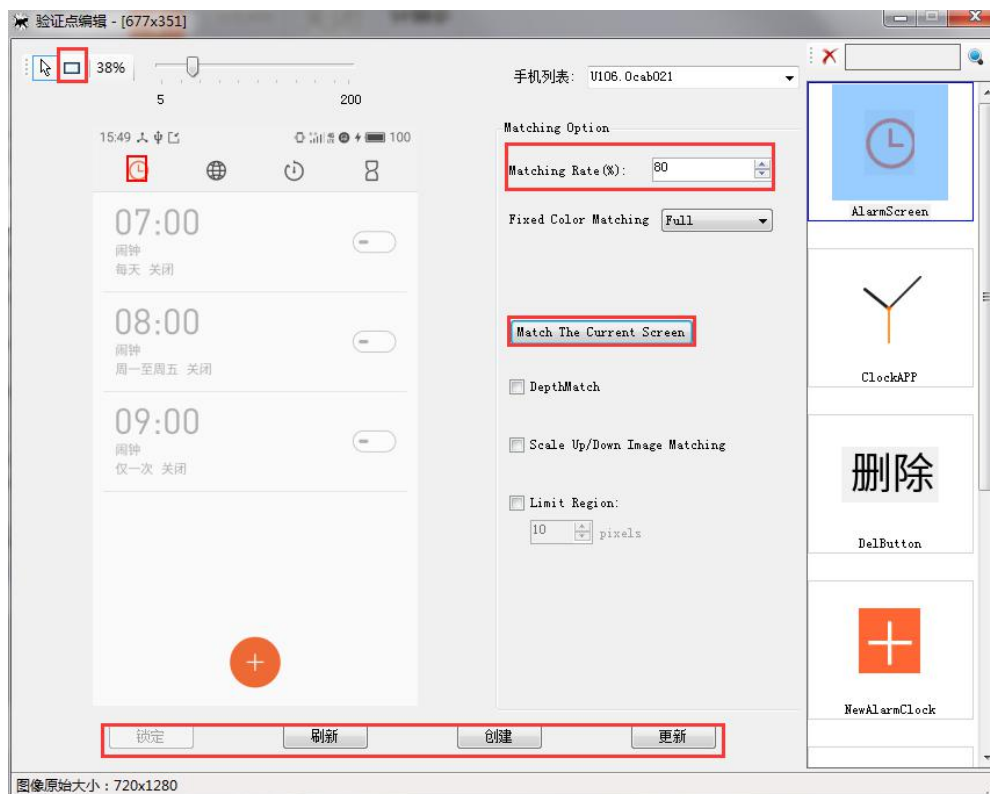 验证点编辑 - [677x351]
38%
5
200
手机列表: U106.0cab021
15:49
100
07:00
闹钟
每天 关闭
08:00
闹钟
周一至周五 关闭
09:00
闹钟
仅一次 关闭
Matching Option
Matching Rate(%): 80
Fixed Color Matching Full
Match The Current Screen
DepthMatch
Scale Up/Down Image Matching
Limit Region:
10 pixels
AlarmScreen
ClockAPP
删除
DelButton
NewAlarmClock
锁定 刷新 创建 更新
图像原始大小：720x1280